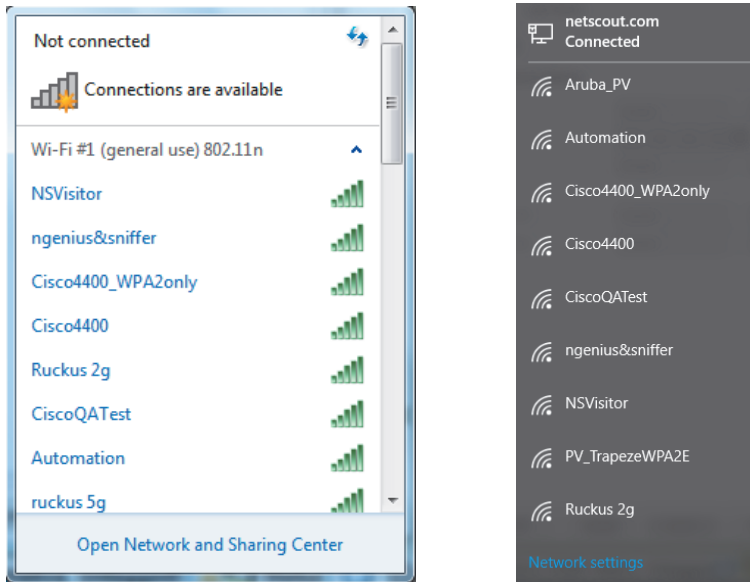 Not connected
Connections are available
Wi-Fi #1 (general use) 802.11n
NSVisitor
ngenius&sniffer
Cisco4400_WPA2only
Cisco4400
Ruckus 2g
CiscoQATest
Automation
ruckus 5g
Open Network and Sharing Center
netscout.com
Connected
Aruba_PV
Automation
Cisco4400_WPA2only
Cisco4400
CiscoQATest
ngenius&sniffer
NSVisitor
PV_TrapezeWPA2E
Ruckus 2g
Network settings